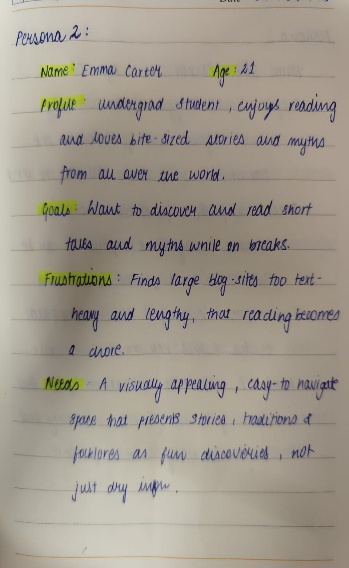 Persona 2:
Name: Emma Carter Age: 21
Profile: undergrad student, enjoys reading
and loves bite-sized stories and myths
from all over the world.
Goals: Want to discover and read short
tales and myths while on breaks.
Frustrations: Finds large blog-sites too text-
heavy and lengthy, that reading becomes
a chore.
Needs A visually appealing, easy-to navigate
space that presents stories, traditions &
folklores as fun discoveries, not
just dry info.